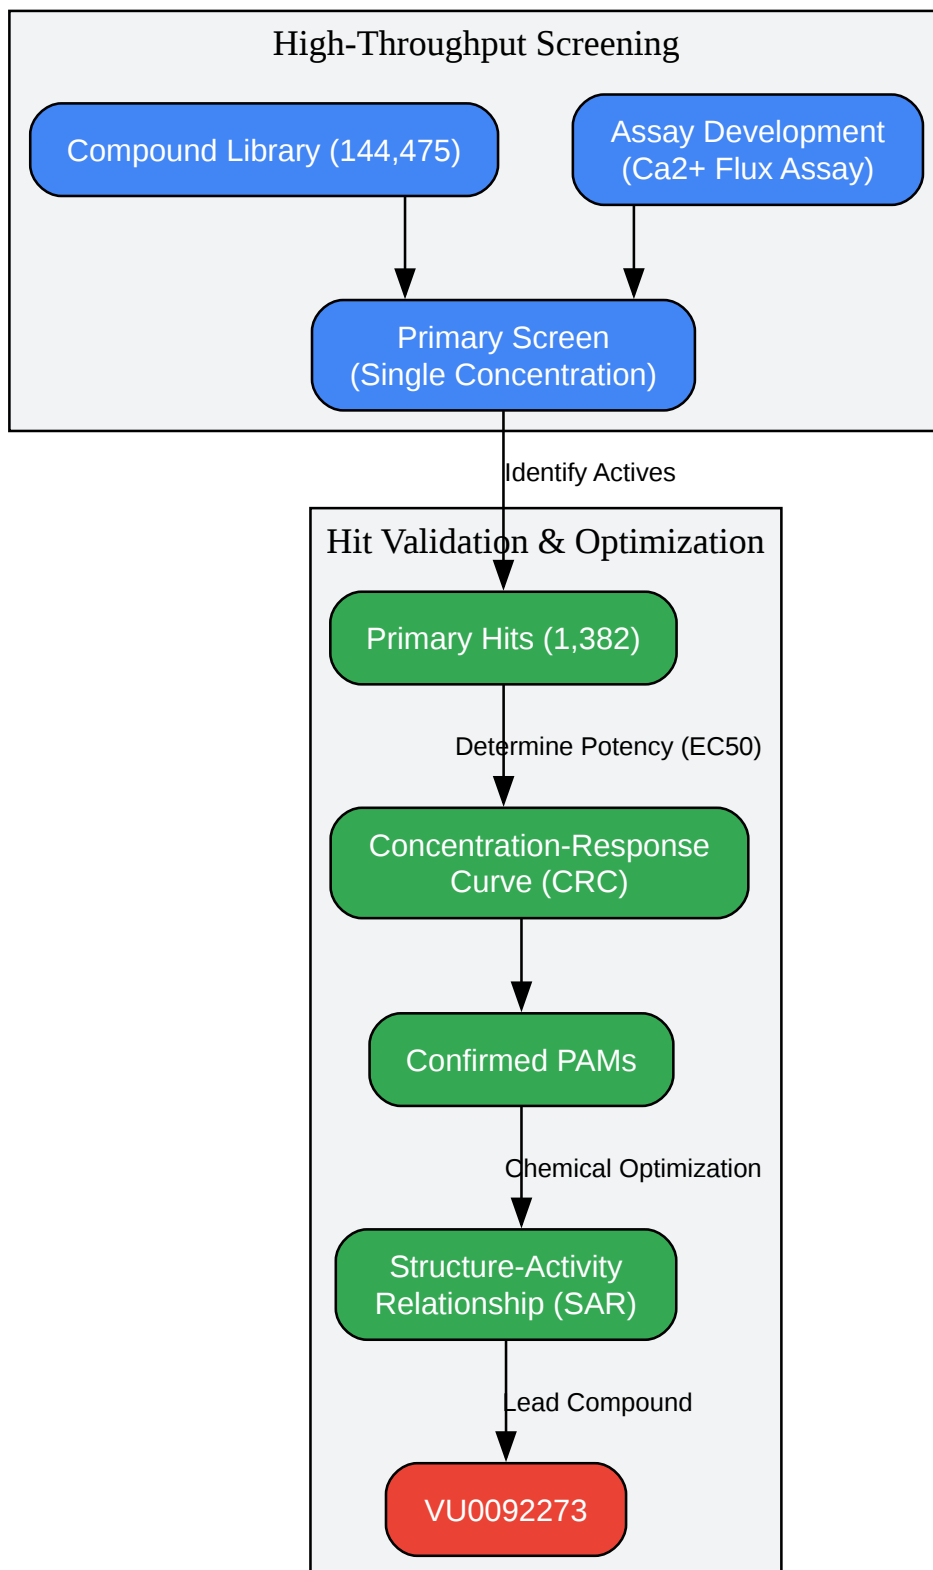 High-Throughput Screening
Compound Library (144,475)
Assay Development
(Ca2+ Flux Assay)
Primary Screen
(Single Concentration)
Identify Actives
Hit Validation & Optimization
Primary Hits (1,382)
Determine Potency (EC50)
Concentration-Response
Curve (CRC)
Confirmed PAMs
Chemical Optimization
Structure-Activity
Relationship (SAR)
Lead Compound
VU0092273